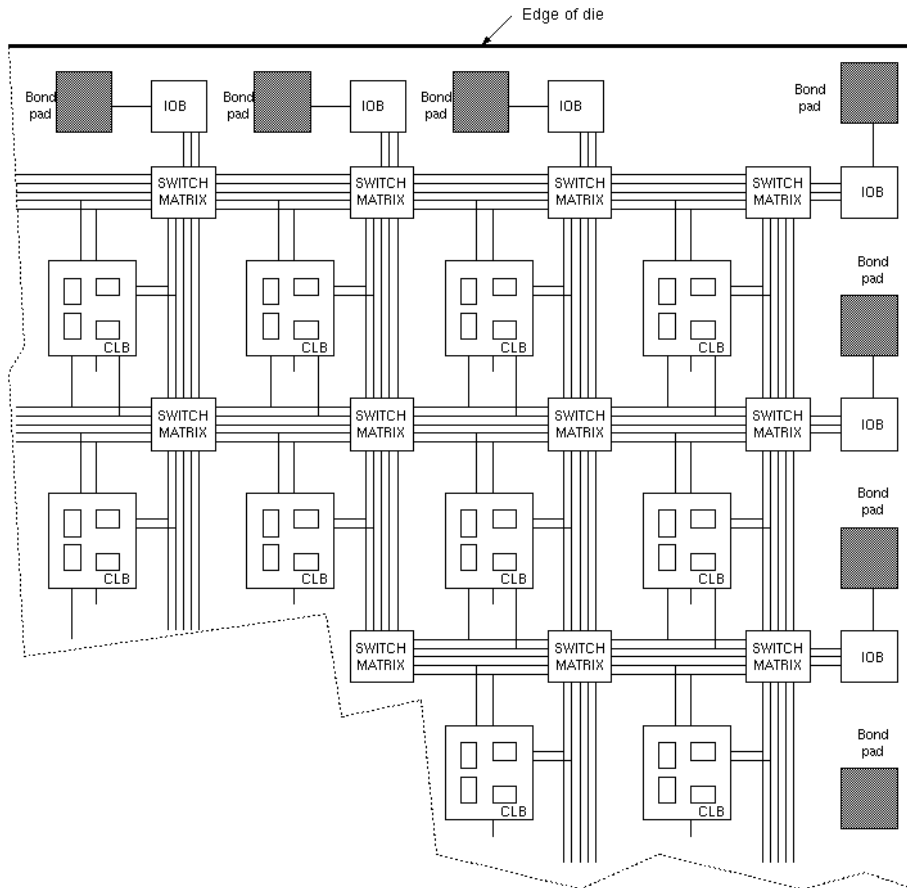 Edge of die
Bond
pad
IOB
Bond
pad
IOB
Bond
pad
IOB
Bond
pad
SWITCH
MATRIX
SWITCH
MATRIX
SWITCH
MATRIX
SWITCH
MATRIX
IOB
Bond
pad
CLB
CLB
CLB
CLB
SWITCH
MATRIX
SWITCH
MATRIX
SWITCH
MATRIX
SWITCH
MATRIX
IOB
Bond
pad
CLB
CLB
CLB
CLB
SWITCH
MATRIX
SWITCH
MATRIX
SWITCH
MATRIX
IOB
Bond
pad
CLB
CLB